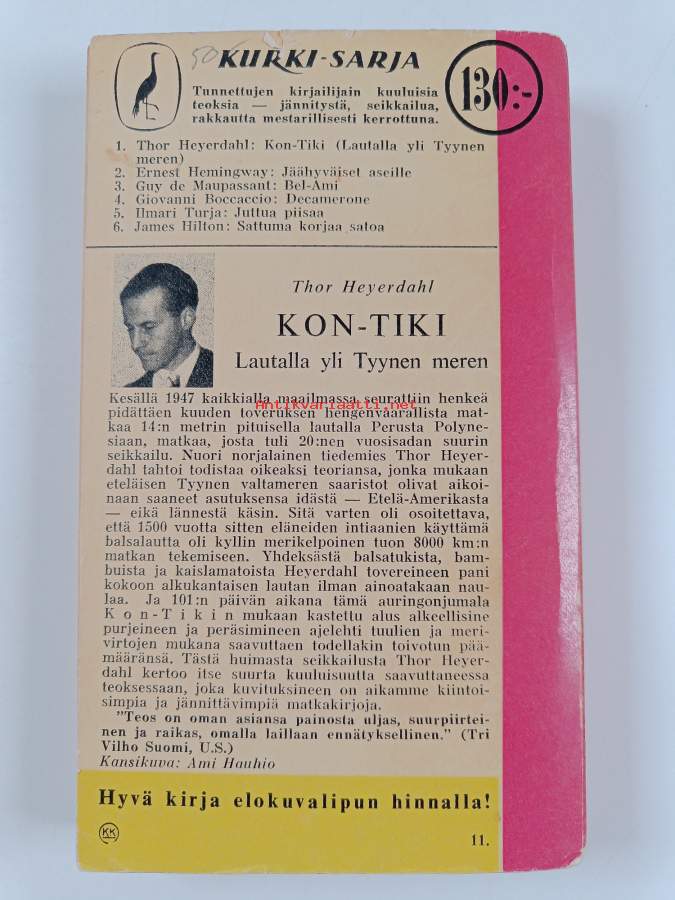 50
KURKI-SARJA
130:-
Tunnettujen kirjailijain kuuluisia
teoksia — jännitystä, seikkailua,
rakkautta mestarillisesti kerrottuna.
1. Thor Heyerdahl: Kon-Tiki (Lautalla yli Tyynen
meren)
2. Ernest Hemingway: Jäähyväiset aseille
3. Guy de Maupassant: Bel-Ami
4. Giovanni Boccaccio: Decamerone
5. Ilmari Turja: Juttua piisaa
6. James Hilton: Sattuma korjaa satoa
Thor Heyerdahl
KON-TIKI
Lautalla yli Tyynen meren
Kesällä 1947 kaikkialla maailmassa seurattiin henkeä
Antikvariaatti.net
pidättäen kuuden toveruksen hengenvaarallista mat-
kaa 14:n metrin pituisella lautalla Perusta Polyne-
siaan, matkaa, josta tuli 20:nen vuosisadan suurin
seikkailu. Nuori norjalainen tiedemies Thor Heyer-
dahl tahtoi todistaa oikeaksi teoriansa, jonka mukaan
eteläisen Tyynen valtameren saaristot olivat aikoi-
naan saaneet asutuksensa idästä — Etelä-Amerikasta
— eikä lännestä käsin. Sitä varten oli osoitettava,
että 1500 vuotta sitten eläneiden intiaanien käyttämä
balsalautta oli kyllin merikelpoinen tuon 8000 km:n
matkan tekemiseen. Yhdeksästä balsatukista, bam-
buista ja kaislamatoista Heyerdahl tovereineen pani
kokoon alkukantaisen lautan ilman ainoatakaan nau-
laa. Ja 101:n päivän aikana tämä auringonjumala
Kon-Tikin mukaan kastettu alus alkeellisine
purjeineen ja peräsimineen ajelehti tuulien ja meri-
virtojen mukana saavuttaen todellakin toivotun pää-
määränsä. Tästä huimasta seikkailusta Thor Heyer-
dahl kertoo itse suurta kuuluisuutta saavuttaneessa
teoksessaan, joka kuvituksineen on aikamme kiintoi-
simpia ja jännittävimpiä matkakirjoja.
"Teos on oman asiansa painosta uljas, suurpiirtei-
nen ja raikas, omalla laillaan ennätyksellinen." (Tri
Vilho Suomi, U.S.)
Kansikuva: Ami Hauhio
Hyvä kirja elokuvalipun hinnalla!
KK
11.